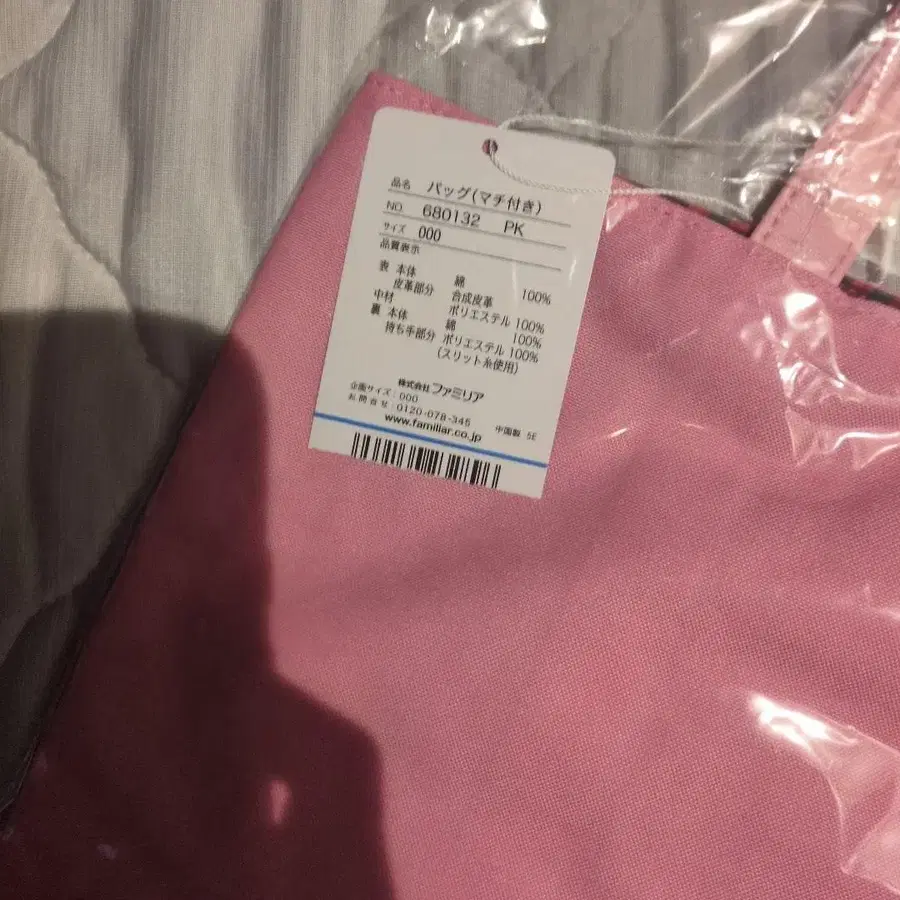 品名 バッグ(マチ付き)
NO. 680132 PK
サイズ 000
品質表示
表 本体 綿 100%
皮革部分 合成皮革
中材 ポリエステル 100%
裏 本体 綿 100%
持ち手部分 ポリエステル 100%
(スリット糸使用)
株式会社 ファミリア
企画サイズ:000
お問合せ:0120-078-345
www.familiar.co.jp 中国製 5E